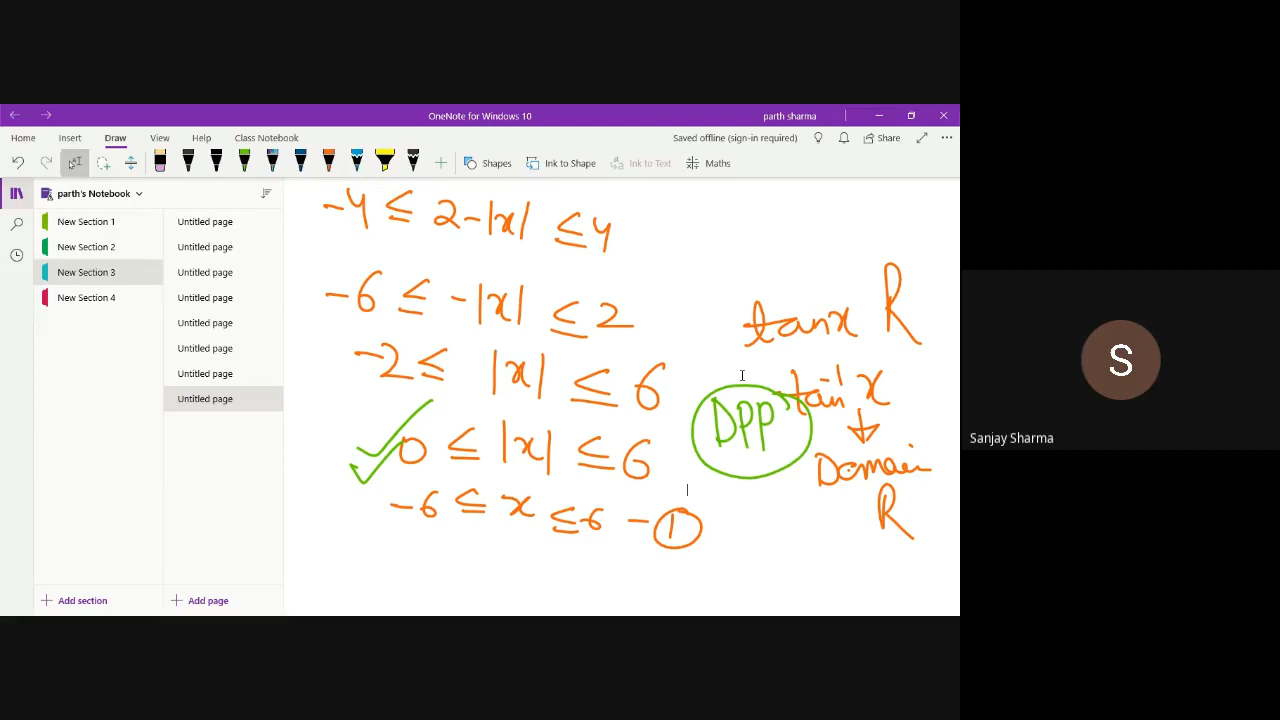 OneNote for Windows 10
parth sharma
Home Insert Draw View Help Class Notebook
Saved offline (sign-in required)
Share
Shapes
Ink to Shape
Ink to Text
Maths
parth's Notebook
New Section 1
New Section 2
New Section 3
New Section 4
Untitled page
Untitled page
Untitled page
Untitled page
Untitled page
Untitled page
Untitled page
Untitled page
Add section
Add page
-4 ≤ 2-|x| ≤ 4
-6 ≤ -|x| ≤ 2
-2 ≤ |x| ≤ 6
0 ≤ |x| ≤ 6
-6 ≤ x ≤ 6 - ①
tanx R
tan⁻¹ x
Domain
R
DPP
S
Sanjay Sharma